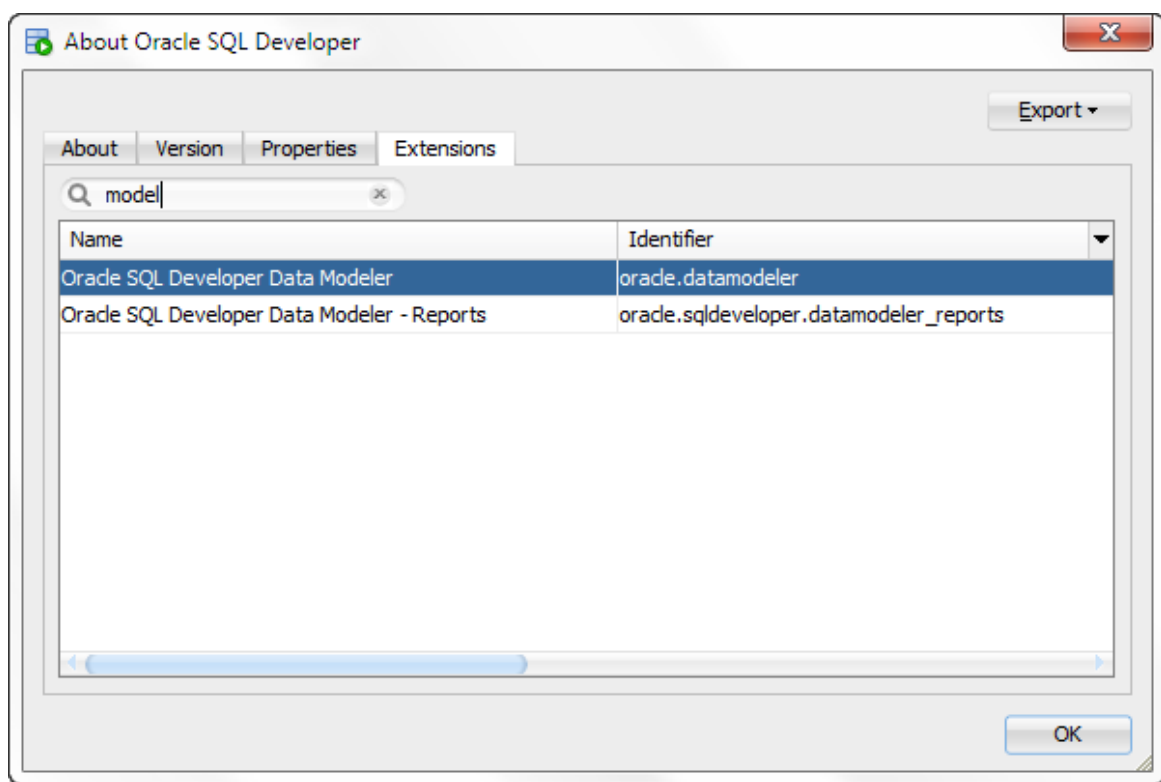 About Oracle SQL Developer
Export
About Version Properties Extensions
model
Name Identifier
Oracle SQL Developer Data Modeler oracle.datamodeler
Oracle SQL Developer Data Modeler - Reports oracle.sqldeveloper.datamodeler_reports
OK